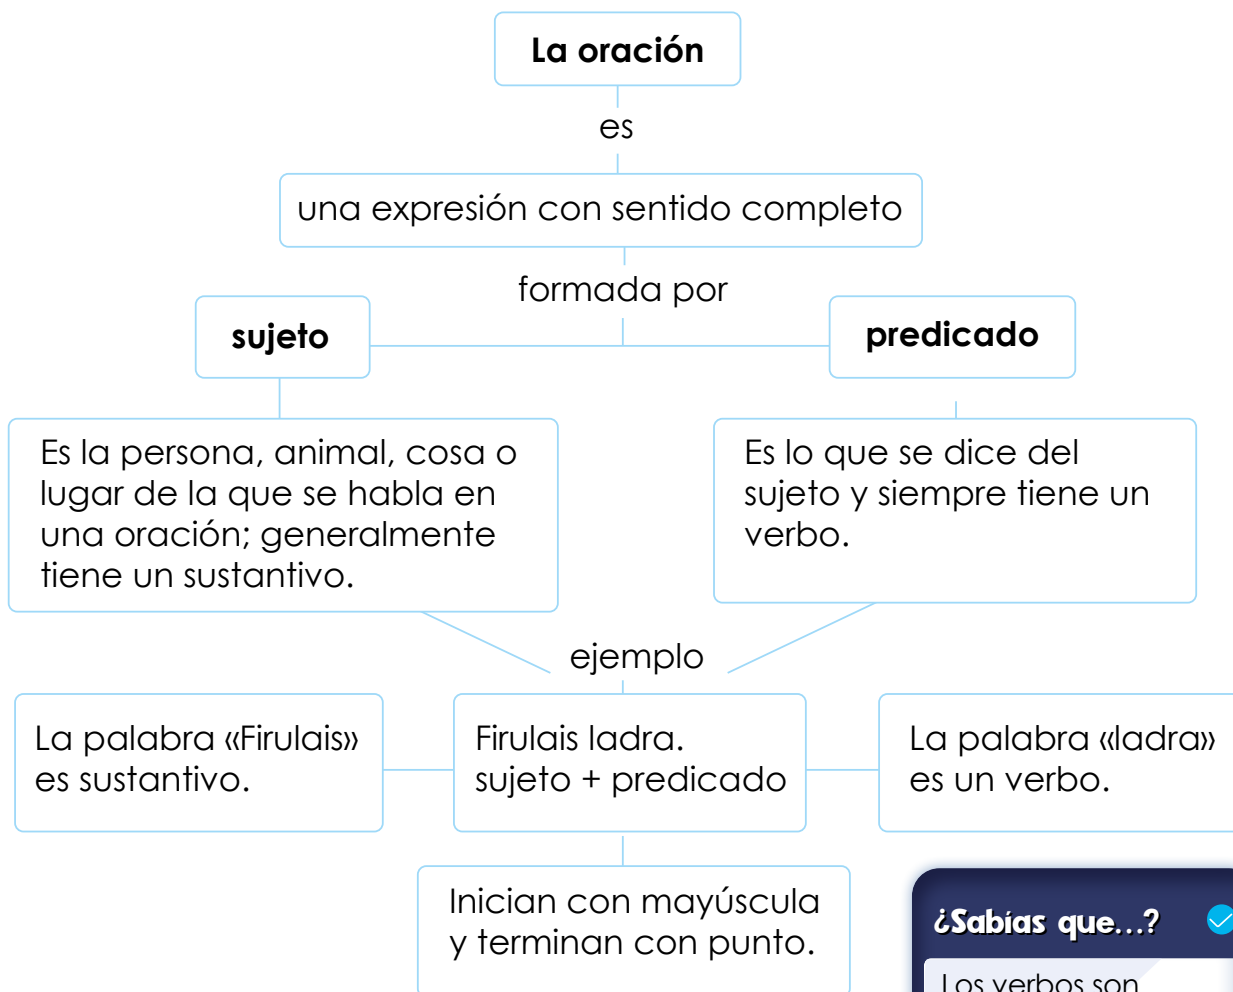 La oración
es
una expresión con sentido completo
formada por
sujeto
predicado
Es la persona, animal, cosa o
lugar de la que se habla en
una oración; generalmente
tiene un sustantivo.
Es lo que se dice del
sujeto y siempre tiene un
verbo.
ejemplo
La palabra «Firulais»
es sustantivo.
Firulais ladra.
sujeto + predicado
La palabra «ladra»
es un verbo.
Inician con mayúscula
y terminan con punto.
¿Sabías que...?
Los verbos son